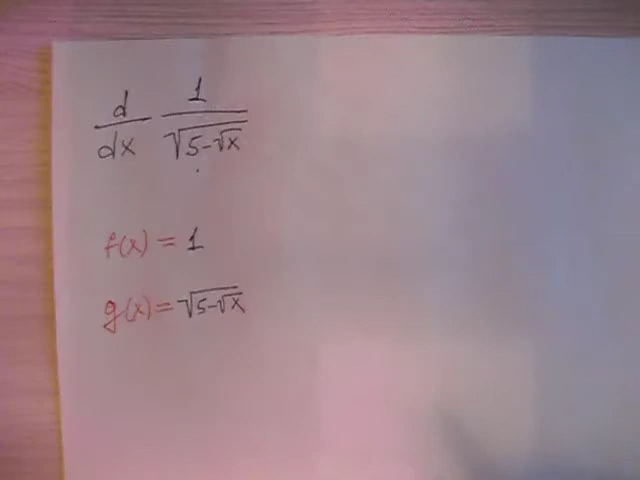 d/dx 1/√(5-√x)
f(x) = 1
g(x) = √(5-√x)